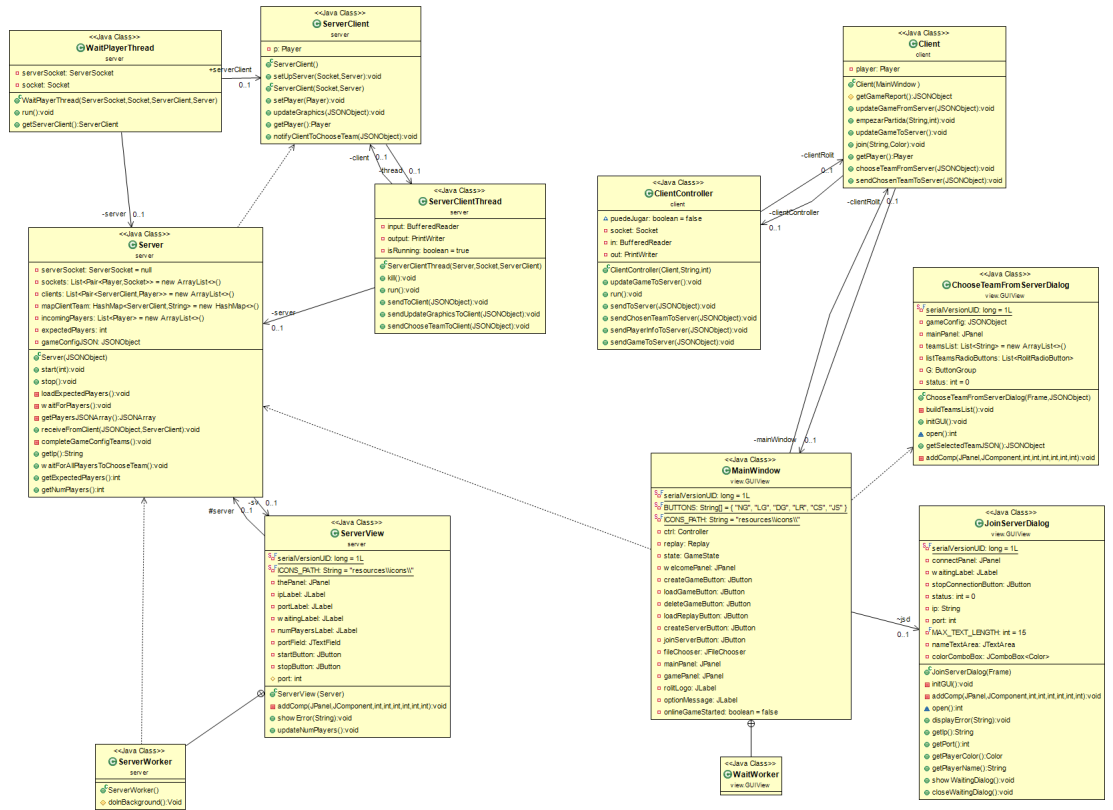 <<Java Class>>
WaitPlayerThread
server
serverSocket: ServerSocket
socket: Socket
WaitPlayerThread(ServerSocket,Socket,ServerClient,Server)
run():void
getServerClient():ServerClient
+serverClient
0..1
<<Java Class>>
ServerClient
server
p: Player
ServerClient()
setUpServer(Socket,Server):void
ServerClient(Socket,Server)
setPlayer(Player):void
updateGraphics(JSONObject):void
getPlayer():Player
notifyClientToChooseTeam(JSONObject):void
-client
0..1
-thread
0..1
<<Java Class>>
ServerClientThread
server
input: BufferedReader
output: PrintWriter
isRunning: boolean = true
ServerClientThread(Server,Socket,ServerClient)
kill():void
run():void
sendToClient(JSONObject):void
sendUpdateGraphicsToClient(JSONObject):void
sendChooseTeamToClient(JSONObject):void
-server
0..1
-server
0..1
<<Java Class>>
Server
server
serverSocket: ServerSocket = null
sockets: List<Pair<Player,Socket>> = new ArrayList<>()
clients: List<Pair<ServerClient,Player>> = new ArrayList<>()
mapClientTeam: HashMap<ServerClient,String> = new HashMap<>()
incomingPlayers: List<Player> = new ArrayList<>()
expectedPlayers: int
gameConfigJSON: JSONObject
Server(JSONObject)
start(int):void
stop():void
loadExpectedPlayers():void
waitForPlayers():void
getPlayersJSONArray():JSONArray
receiveFromClient(JSONObject,ServerClient):void
completeGameConfigTeams():void
getIp():String
waitForAllPlayersToChooseTeam():void
getExpectedPlayers():int
getNumPlayers():int
-sv
0..1
#server
0..1
<<Java Class>>
ServerView
server
serialVersionUID: long = 1L
ICONS_PATH: String = "resources\\icons\\"
thePanel: JPanel
ipLabel: JLabel
portLabel: JLabel
waitingLabel: JLabel
numPlayersLabel: JLabel
portField: JTextField
startButton: JButton
stopButton: JButton
port: int
ServerView(Server)
addComp(JPanel,JComponent,int,int,int,int,int):void
showError(String):void
updateNumPlayers():void
<<Java Class>>
ServerWorker
server
ServerWorker()
doInBackground():Void
<<Java Class>>
Client
client
player: Player
Client(MainWindow)
getGameReport():JSONObject
updateGameFromServer(JSONObject):void
empezarPartida(String,int):void
updateGameToServer():void
join(String,Color):void
getPlayer():Player
chooseTeamFromServer(JSONObject):void
sendChosenTeamToServer(JSONObject):void
-clientRolit
0..1
-clientController
0..1
-clientRolit
0..1
<<Java Class>>
ClientController
client
puedeJugar: boolean = false
socket: Socket
in: BufferedReader
out: PrintWriter
ClientController(Client,String,int)
updateGameToServer():void
run():void
sendToServer(JSONObject):void
sendChosenTeamToServer(JSONObject):void
sendPlayerInfoToServer(JSONObject):void
sendGameToServer(JSONObject):void
-mainWindow
0..1
<<Java Class>>
MainWindow
view.GUIView
serialVersionUID: long = 1L
BUTTONS: String[] = { "NG", "LG", "DG", "LR", "CS", "JS" }
ICONS_PATH: String = "resources\\icons\\"
ctrl: Controller
replay: Replay
state: GameState
welcomePanel: JPanel
createGameButton: JButton
loadGameButton: JButton
deleteGameButton: JButton
loadReplayButton: JButton
createServerButton: JButton
joinServerButton: JButton
fileChooser: JFileChooser
mainPanel: JPanel
gamePanel: JPanel
rolitLogo: JLabel
optionMessage: JLabel
onlineGameStarted: boolean = false
<<Java Class>>
WaitWorker
view.GUIView
<<Java Class>>
ChooseTeamFromServerDialog
view.GUIView
serialVersionUID: long = 1L
gameConfig: JSONObject
mainPanel: JPanel
teamsList: List<String> = new ArrayList<>()
listTeamsRadioButtons: List<RolitRadioButton>
G: ButtonGroup
status: int = 0
ChooseTeamFromServerDialog(Frame,JSONObject)
buildTeamsList():void
initGUI():void
open():int
getSelectedTeamJSON():JSONObject
addComp(JPanel,JComponent,int,int,int,int,int):void
~jsd
0..1
<<Java Class>>
JoinServerDialog
view.GUIView
serialVersionUID: long = 1L
connectPanel: JPanel
waitingLabel: JLabel
stopConnectionButton: JButton
status: int = 0
ip: String
port: int
MAX_TEXT_LENGTH: int = 15
nameTextArea: JTextArea
colorComboBox: JComboBox<Color>
JoinServerDialog(Frame)
initGUI():void
addComp(JPanel,JComponent,int,int,int,int,int):void
open():int
displayError(String):void
getIp():String
getPort():int
getPlayerColor():Color
getPlayerName():String
showWaitingDialog():void
closeWaitingDialog():void